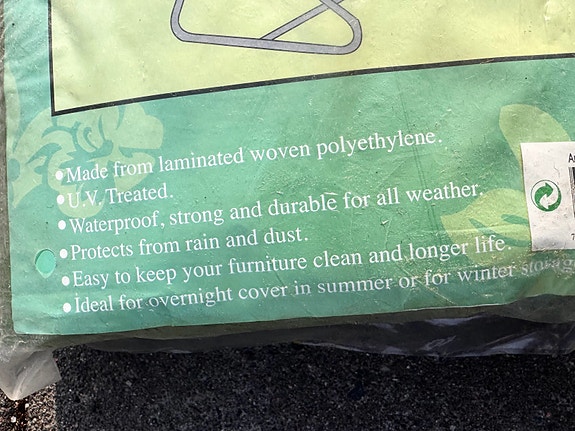 •Made from laminated woven polyethylene.
•U.V. Treated.
•Waterproof, strong and durable for all weather.
•Protects from rain and dust.
•Easy to keep your furniture clean and longer life.
•Ideal for overnight cover in summer or for winter storag